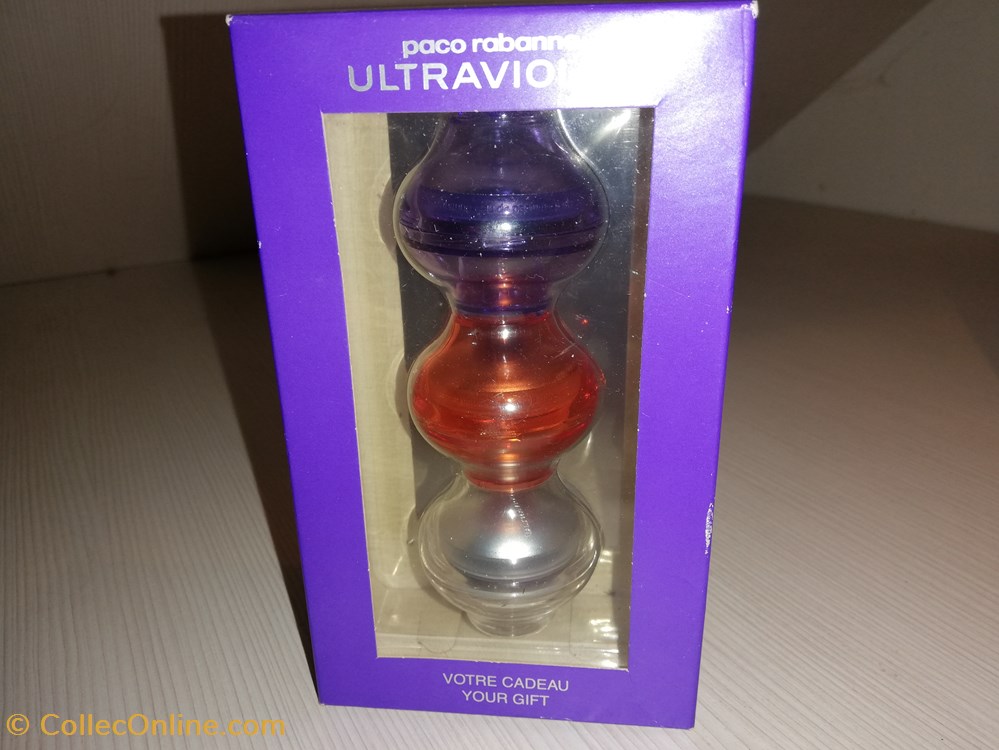 paco rabanne
VOTRE CADEAU
YOUR GIFT
© CollecOnline.com